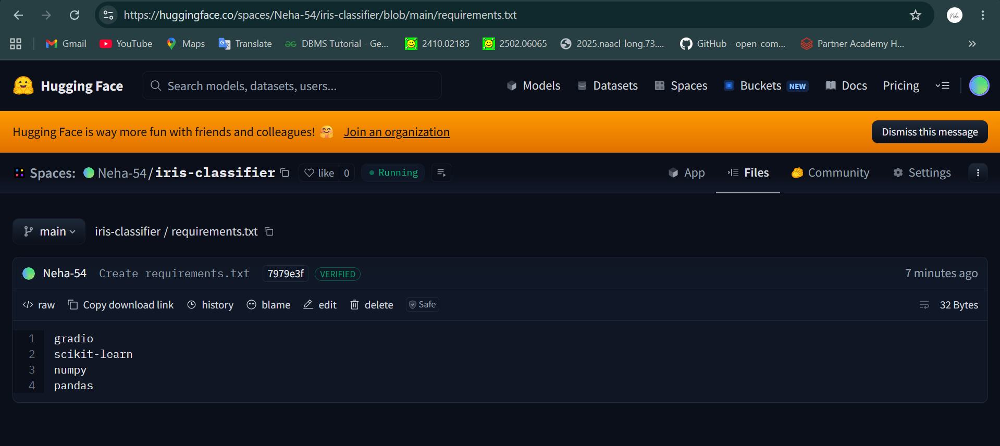 https://huggingface.co/spaces/Neha-54/iris-classifier/blob/main/requirements.txt
Gmail YouTube Maps Translate DBMS Tutorial - Ge... 2410.02185 2502.06065 2025.naacl-long.73.... GitHub - open-com... Partner Academy H...
Hugging Face Search models, datasets, users... Models Datasets Spaces Buckets NEW Docs Pricing
Hugging Face is way more fun with friends and colleagues! 🤗 Join an organization Dismiss this message
Spaces: Neha-54/iris-classifier like 0 Running App Files Community Settings
main iris-classifier / requirements.txt
Neha-54 Create requirements.txt 7979e3f VERIFIED 7 minutes ago
raw Copy download link history blame edit delete Safe 32 Bytes
1 gradio
2 scikit-learn
3 numpy
4 pandas